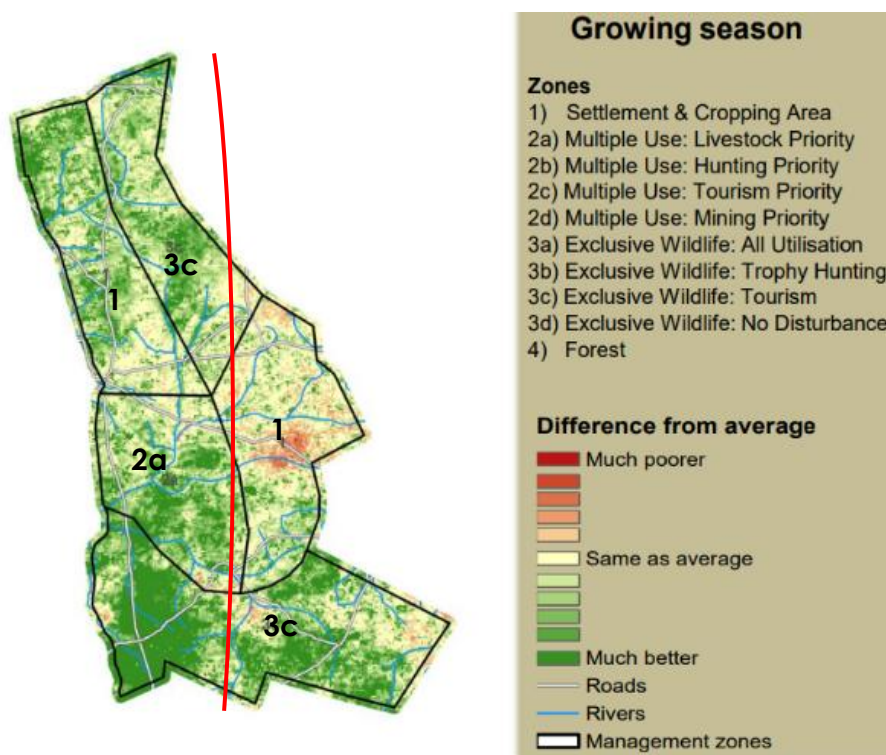 Growing season
Zones
1) Settlement & Cropping Area
2a) Multiple Use: Livestock Priority
2b) Multiple Use: Hunting Priority
2c) Multiple Use: Tourism Priority
2d) Multiple Use: Mining Priority
3a) Exclusive Wildlife: All Utilisation
3b) Exclusive Wildlife: Trophy Hunting
3c) Exclusive Wildlife: Tourism
3d) Exclusive Wildlife: No Disturbance
4) Forest
Difference from average
Much poorer
Same as average
Much better
Roads
Rivers
Management zones
3c
1
1
2a
3c